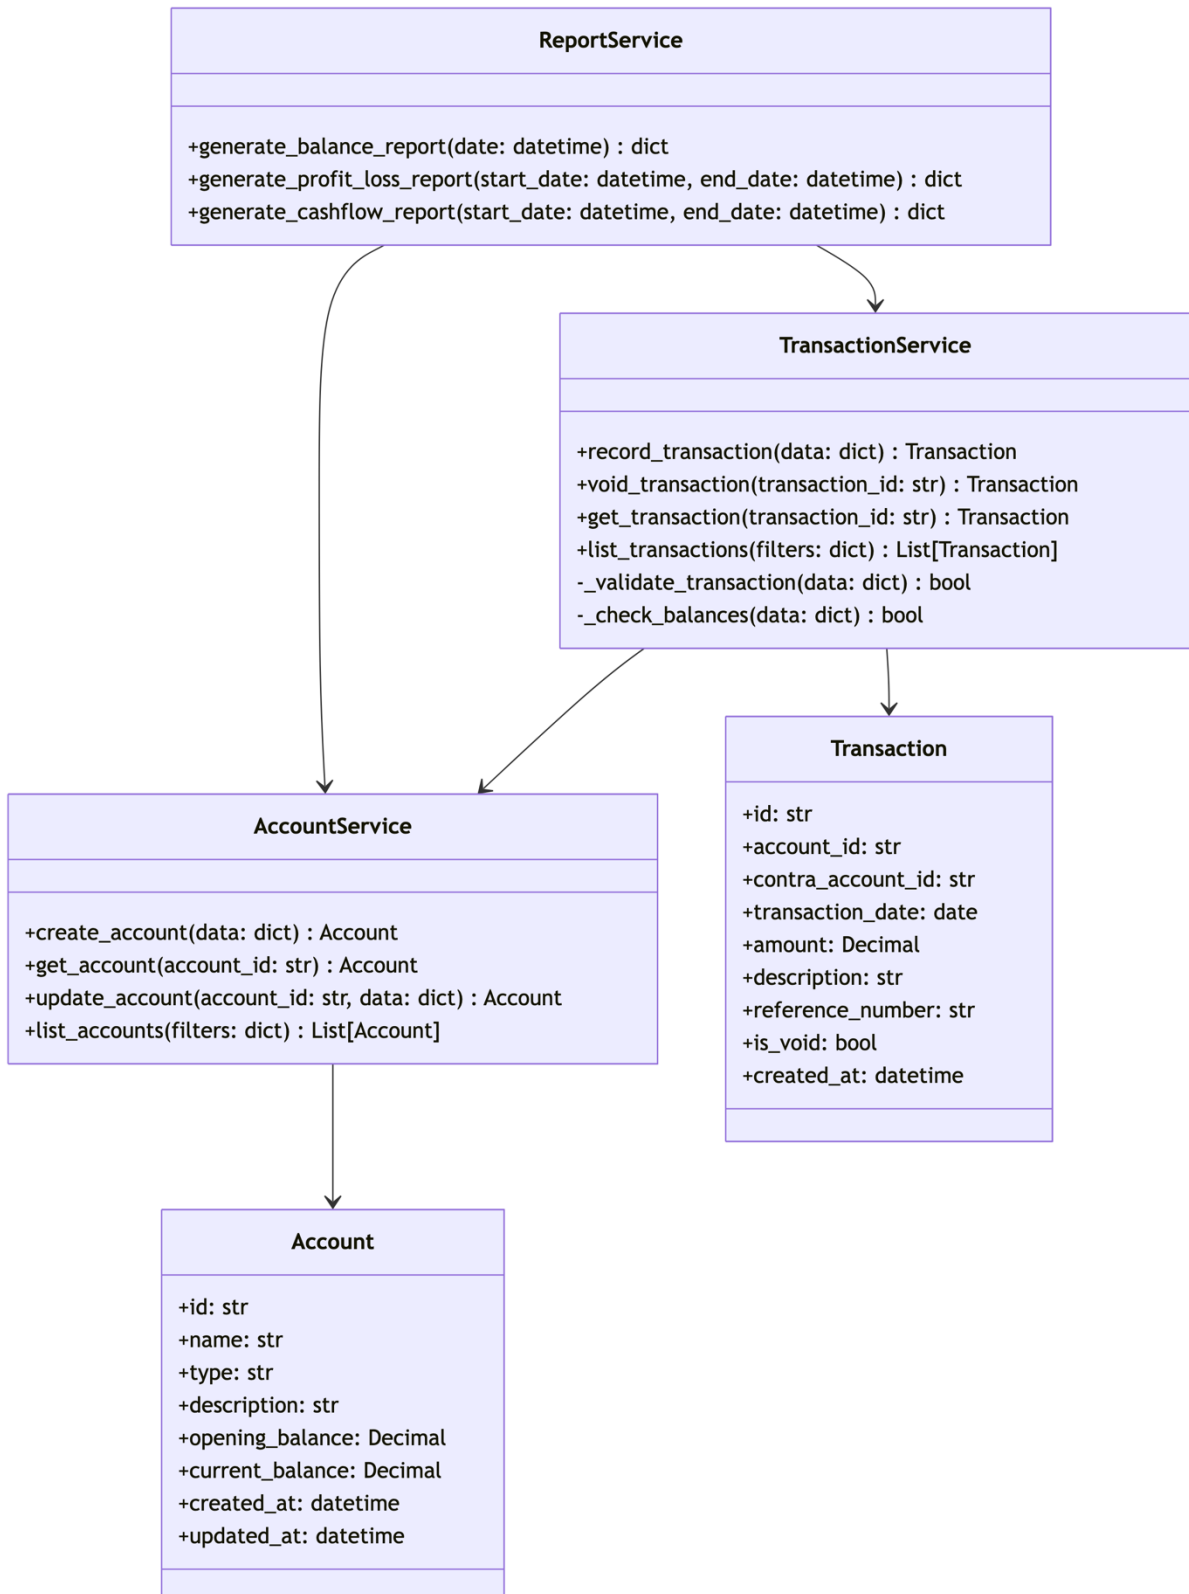 ReportService
+generate_balance_report(date: datetime) : dict
+generate_profit_loss_report(start_date: datetime, end_date: datetime) : dict
+generate_cashflow_report(start_date: datetime, end_date: datetime) : dict
TransactionService
+record_transaction(data: dict) : Transaction
+void_transaction(transaction_id: str) : Transaction
+get_transaction(transaction_id: str) : Transaction
+list_transactions(filters: dict) : List[Transaction]
-_validate_transaction(data: dict) : bool
-_check_balances(data: dict) : bool
Transaction
+id: str
+account_id: str
+contra_account_id: str
+transaction_date: date
+amount: Decimal
+description: str
+reference_number: str
+is_void: bool
+created_at: datetime
AccountService
+create_account(data: dict) : Account
+get_account(account_id: str) : Account
+update_account(account_id: str, data: dict) : Account
+list_accounts(filters: dict) : List[Account]
Account
+id: str
+name: str
+type: str
+description: str
+opening_balance: Decimal
+current_balance: Decimal
+created_at: datetime
+updated_at: datetime